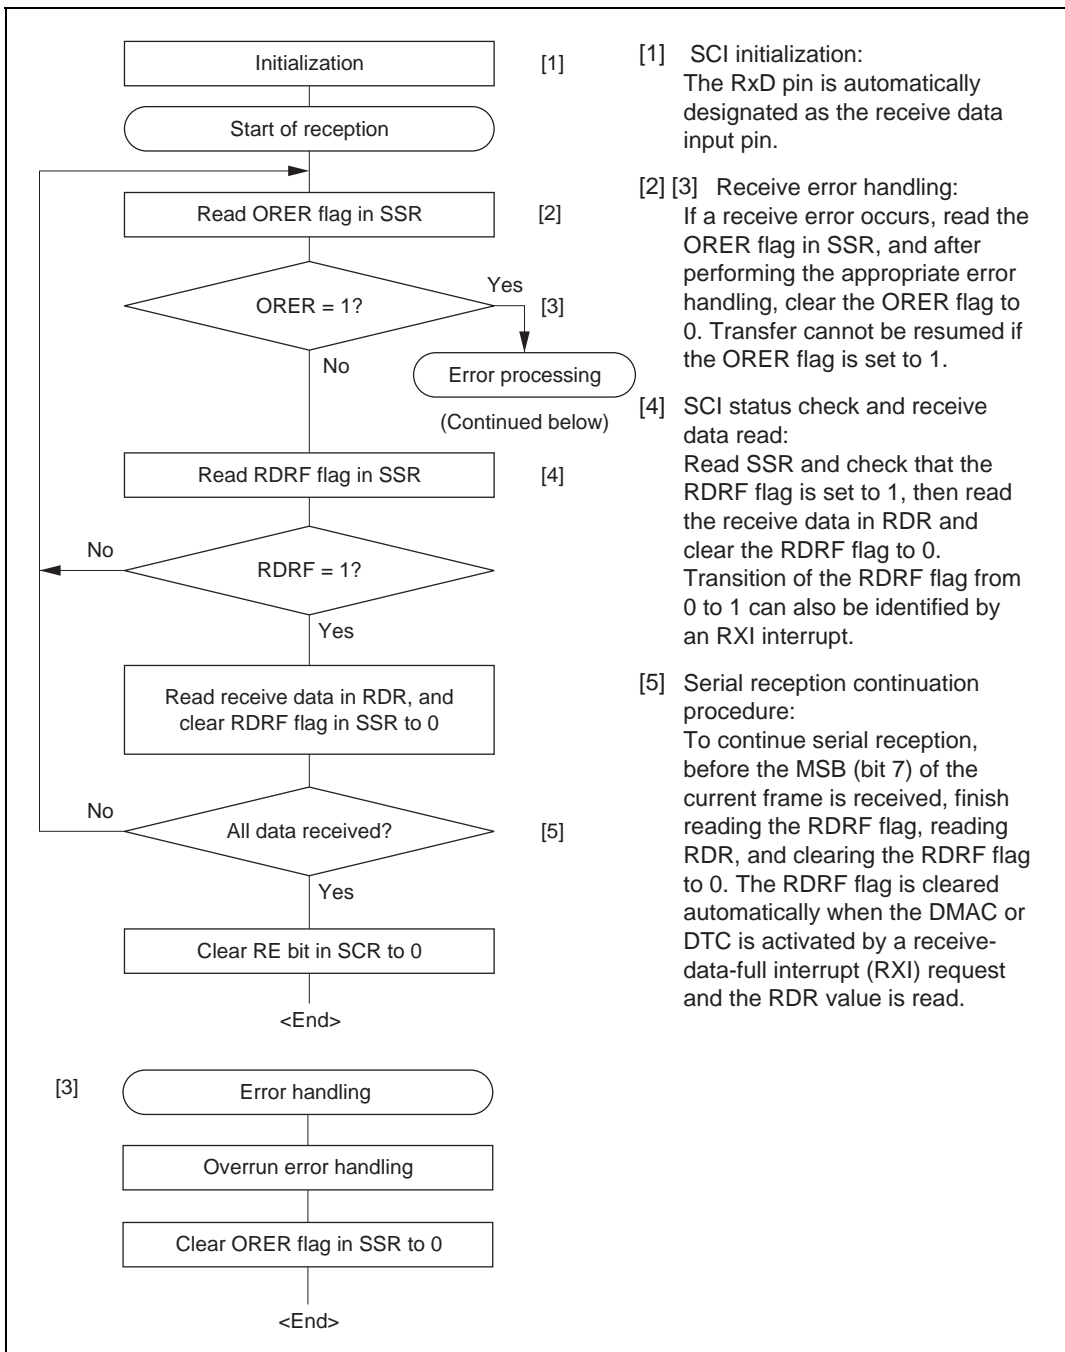 Initialization
[1]
Start of reception
Read ORER flag in SSR
[2]
Yes
ORER = 1?
[3]
No
Error processing
(Continued below)
Read RDRF flag in SSR
[4]
No
RDRF = 1?
Yes
Read receive data in RDR, and
clear RDRF flag in SSR to 0
No
All data received?
[5]
Yes
Clear RE bit in SCR to 0
<End>
[3]
Error handling
Overrun error handling
Clear ORER flag in SSR to 0
<End>
[1] SCI initialization:
The RxD pin is automatically
designated as the receive data
input pin.
[2] [3] Receive error handling:
If a receive error occurs, read the
ORER flag in SSR, and after
performing the appropriate error
handling, clear the ORER flag to
0. Transfer cannot be resumed if
the ORER flag is set to 1.
[4] SCI status check and receive
data read:
Read SSR and check that the
RDRF flag is set to 1, then read
the receive data in RDR and
clear the RDRF flag to 0.
Transition of the RDRF flag from
0 to 1 can also be identified by
an RXI interrupt.
[5] Serial reception continuation
procedure:
To continue serial reception,
before the MSB (bit 7) of the
current frame is received, finish
reading the RDRF flag, reading
RDR, and clearing the RDRF flag
to 0. The RDRF flag is cleared
automatically when the DMAC or
DTC is activated by a receive-
data-full interrupt (RXI) request
and the RDR value is read.